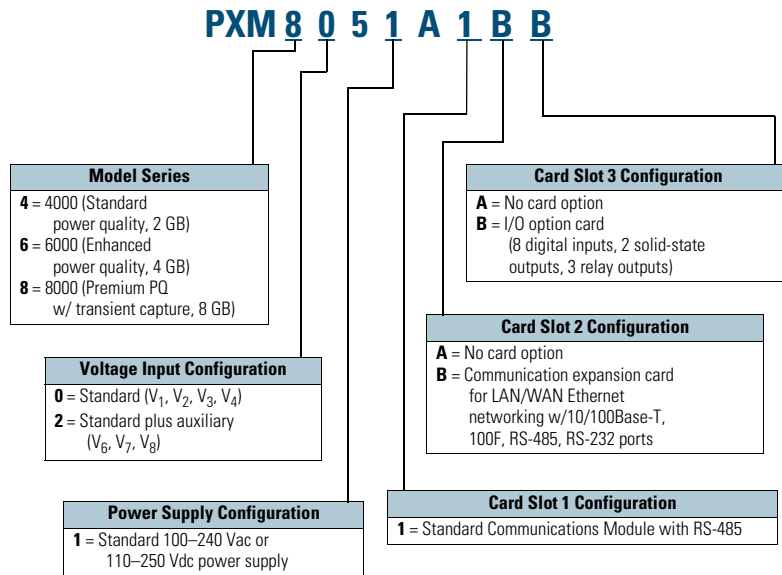 PXM 8 0 5 1 A 1 B B
Model Series
4 = 4000 (Standard
power quality, 2 GB)
6 = 6000 (Enhanced
power quality, 4 GB)
8 = 8000 (Premium PQ
w/ transient capture, 8 GB)
Voltage Input Configuration
0 = Standard (V1, V2, V3, V4)
2 = Standard plus auxiliary
(V6, V7, V8)
Power Supply Configuration
1 = Standard 100–240 Vac or
110–250 Vdc power supply
Card Slot 3 Configuration
A = No card option
B = I/O option card
(8 digital inputs, 2 solid-state
outputs, 3 relay outputs)
Card Slot 2 Configuration
A = No card option
B = Communication expansion card
for LAN/WAN Ethernet
networking w/10/100Base-T,
100F, RS-485, RS-232 ports
Card Slot 1 Configuration
1 = Standard Communications Module with RS-485